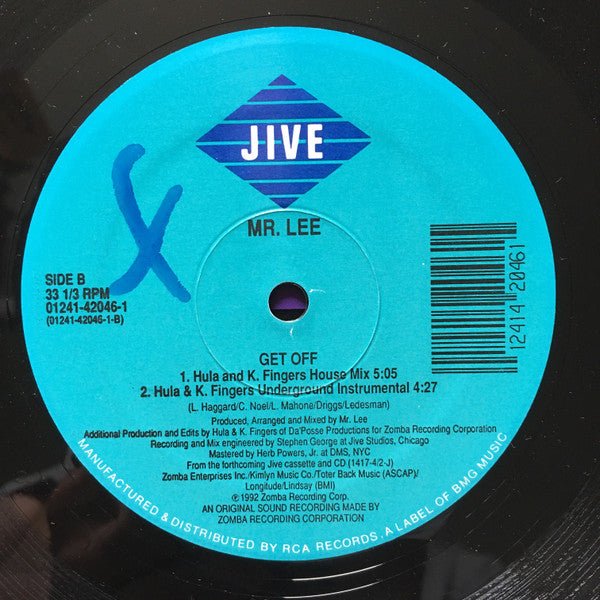 JIVE
MR. LEE
SIDE B
33 1/3 RPM
01241-42046-1
(01241-42046-1-B)
12414 20461
GET OFF
1. Hula and K. Fingers House Mix 5:05
2. Hula & K. Fingers Underground Instrumental 4:27
(L. Haggard/C. Noel/L. Mahone/Driggs/Ledesman)
Produced, Arranged and Mixed by Mr. Lee
Additional Production and Edits by Hula & K. Fingers of Da'Posse Productions for Zomba Recording Corporation
Recording and Mix engineered by Stephen George at Jive Studios, Chicago
Mastered by Herb Powers, Jr. at DMS, NYC
From the forthcoming Jive cassette and CD (1417-4/2-J)
Zomba Enterprises Inc./Kimlyn Music Co./Toter Back Music (ASCAP)/
Longitude/Lindsay (BMI)
℗ 1992 Zomba Recording Corp.
AN ORIGINAL SOUND RECORDING MADE BY
ZOMBA RECORDING CORPORATION
MANUFACTURED & DISTRIBUTED BY RCA RECORDS. A LABEL OF BMG MUSIC
X